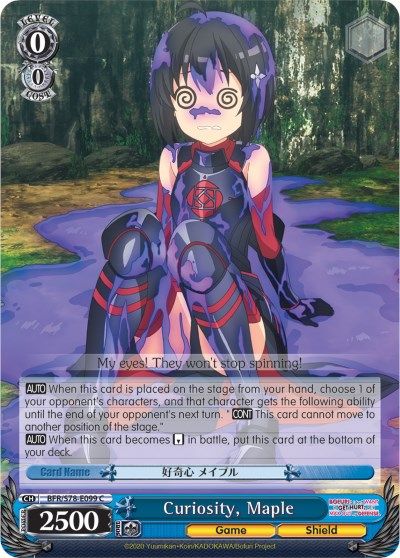 LEVEL
0
0
COST
My eyes! They won't stop spinning!
AUTO When this card is placed on the stage from your hand, choose 1 of
your opponent's characters, and that character gets the following ability
until the end of your opponent's next turn. "CONT This card cannot move to
another position of the stage."
AUTO When this card becomes in battle, put this card at the bottom of
your deck.
Card Name 好奇心 メイプル
CH BFR/S78-E099 C
POWER 2500 SOUL
Curiosity, Maple
Game Shield
©2020 Yuumikan•Koin/KADOKAWA/Bofuri Project